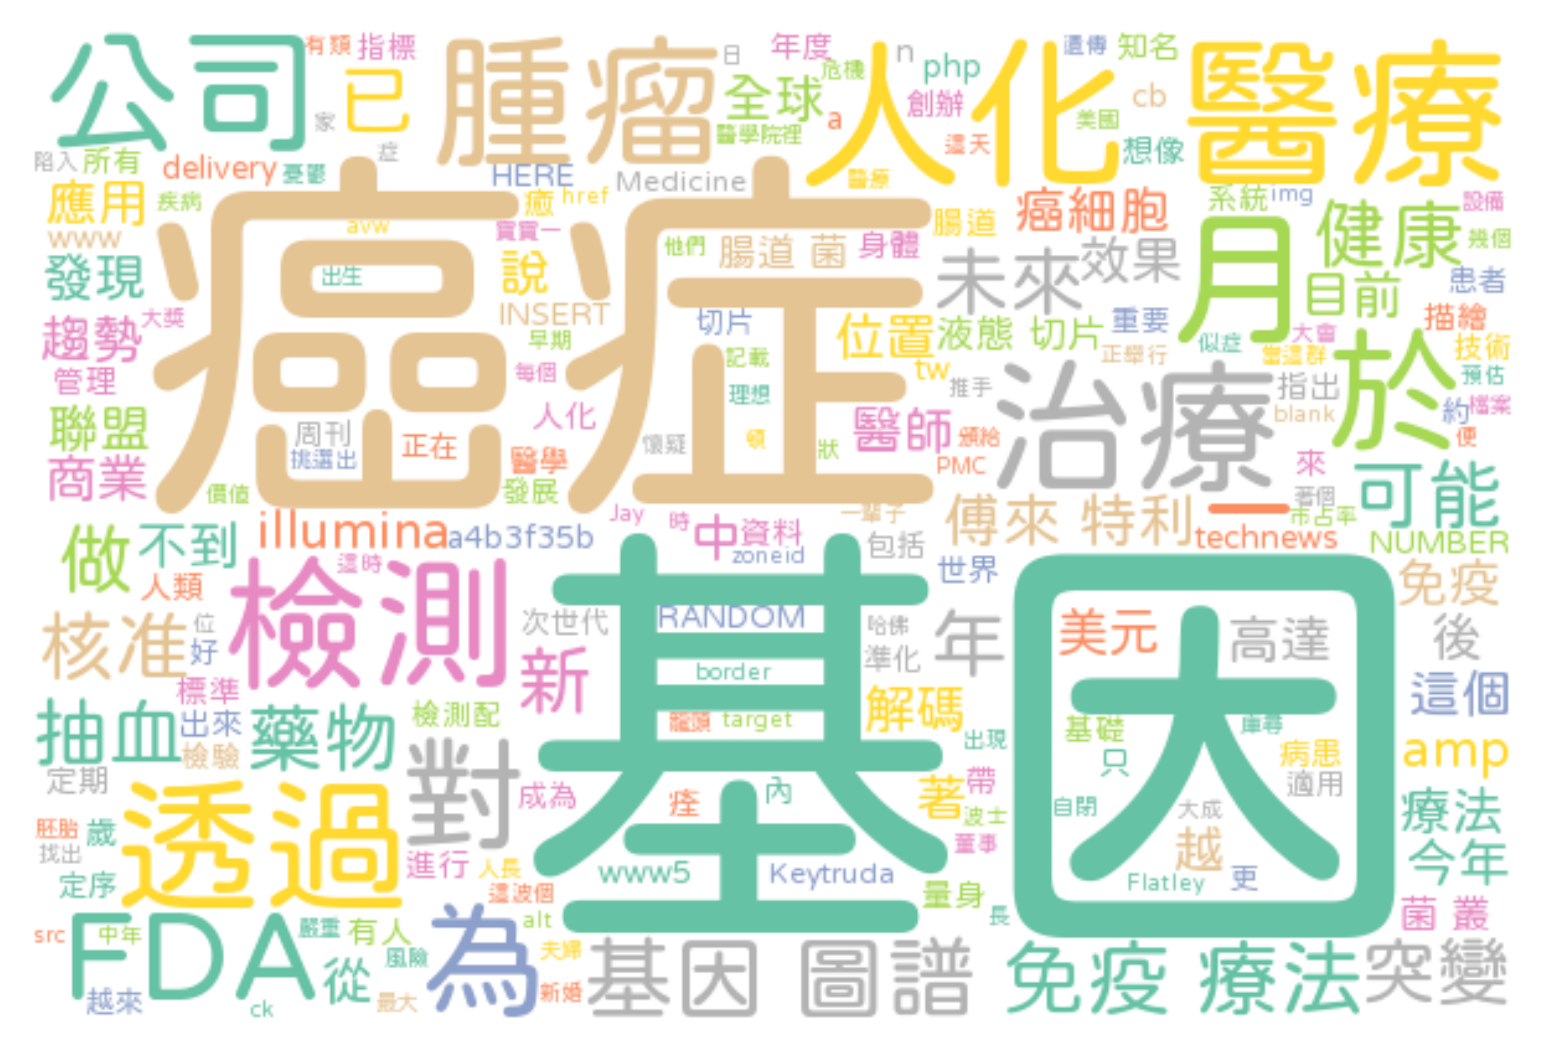 公司
有類
指標
已
家
症
腫瘤
日
年度
全球
危機
醫學院裡
n
php
創辦
a
人化
遺傳
知名
cb
美國
這天
想像
醫療
陷入
所有
delivery
憂鬱
HERE
Medicine
醫療
應用
疾病
www
avw
癌症
癒
href
寶寶一
他們
腸道 菌
身體
腸道
癌細胞
系統
img
健康
設備
幾個
發現
出生
說
INSERT
未來
效果
月
目前
患者
趨勢
大獎
切片
早期
位置
液態 切片
重要
正舉行
似症
大會
當這群
描繪
技術
管理
每個
記載
理想
tw
推手
治療
指出
blank
於
預估
約
檔案
便
聯盟
周刊
挑選出
正在
人化
醫學
懷疑
頓
狀
醫師
頒給
PMC
商業
價值
發展
來
著個
可能
做
不到
illumina
a4b3f35b
Jay
時
中
資料
一輩子
包括
傅來 特利
一
市占率
technews
NUMBER
人類
這時
檢測
zoneid
世界
免疫
核准
位
好
次世代
RANDOM
哈佛
準化
年
美元
高達
後
標準
新
border
基因
解碼
這個
抽血
出來
藥物
檢測配
龍頭
target
出現
基礎
庫尋
只
病患
amp
檢驗
定期
對
成為
痊
內
著
帶
波士
自閉
大成
適用
療法
胚胎
歲
找出
透過
進行
人長
董事
越
今年
定序
www5
Keytruda
這波個
量身
長
Flatley
更
菌 叢
src
FDA
中年
嚴重
有人
風險
為
alt
夫婦
從
新婚
基因 圖譜
免疫 療法
突變
越來
ck
最大